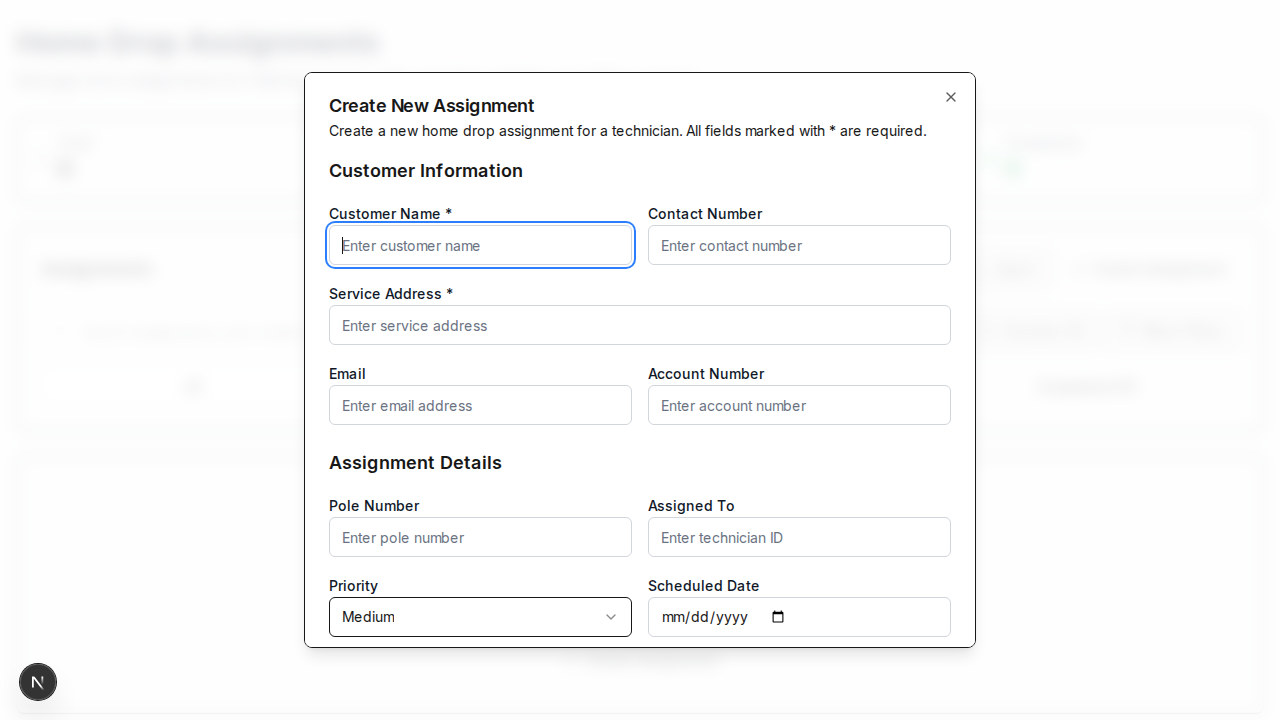 Home Drop Assignments
Create New Assignment
Create a new home drop assignment for a technician. All fields marked with * are required.
Customer Information
Customer Name *
Contact Number
Enter customer name
Enter contact number
Service Address *
Enter service address
Email
Account Number
Enter email address
Enter account number
Assignment Details
Pole Number
Assigned To
Enter pole number
Enter technician ID
Priority
Scheduled Date
Medium
mm/dd/yyyy
N